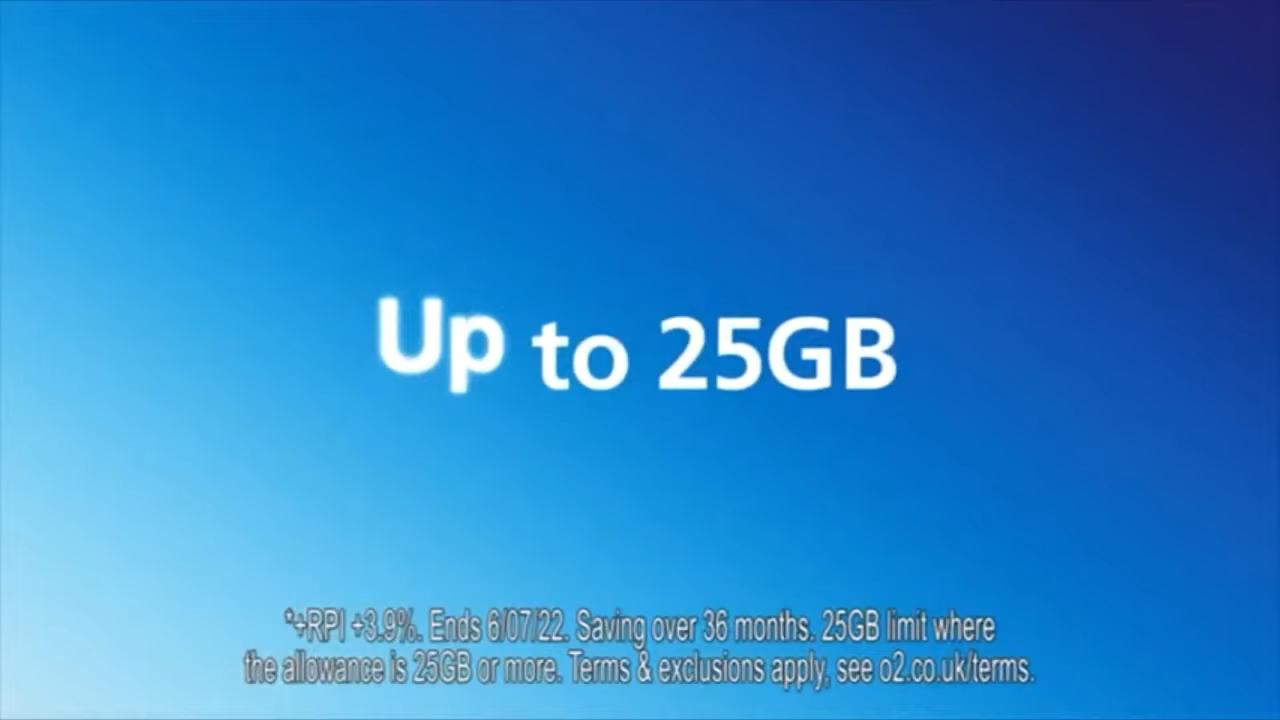 Up to 25GB
*+RPI +3.9%. Ends 6/07/22. Saving over 36 months. 25GB limit where
the allowance is 25GB or more. Terms & exclusions apply, see o2.co.uk/terms.